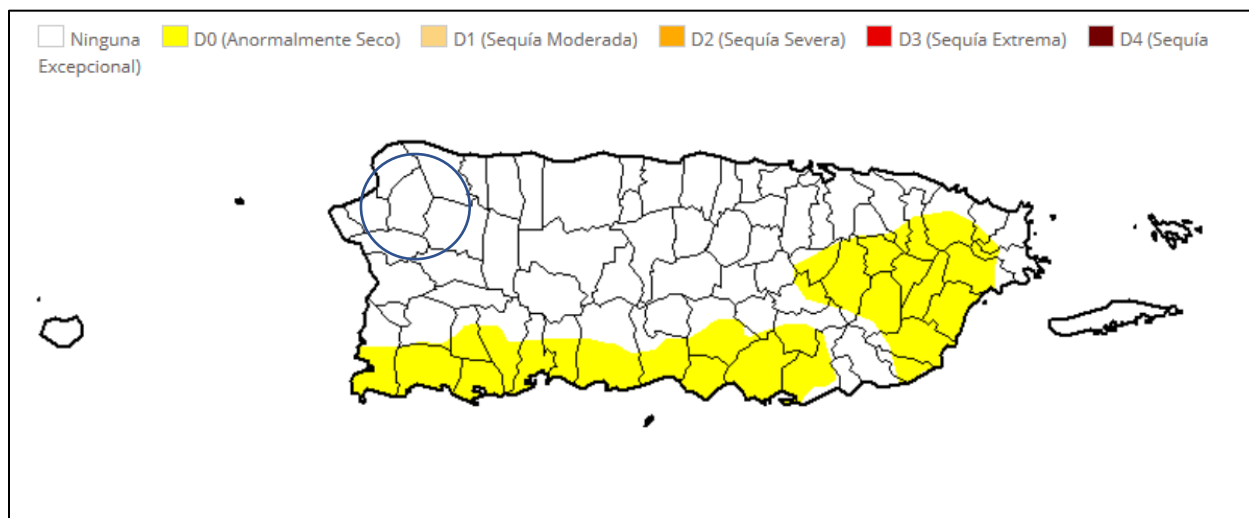 Ninguna D0 (Anormalmente Seco) D1 (Sequía Moderada) D2 (Sequía Severa) D3 (Sequía Extrema) D4 (Sequía
Excepcional)